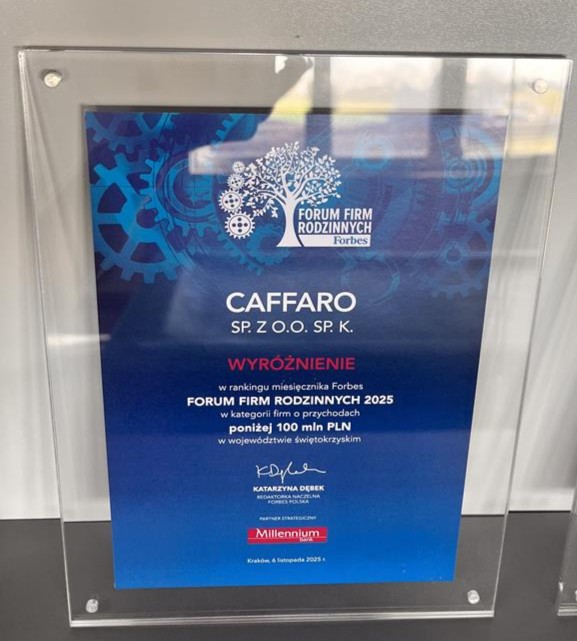 FORUM FIRM
RODZINNYCH
Forbes
CAFFARO
SP. Z O.O. SP. K.
WYRÓŻNIENIE
w rankingu miesięcznika Forbes
FORUM FIRM RODZINNYCH 2025
w kategorii firm o przychodach
poniżej 100 mln PLN
w województwie świętokrzyskim
KATARZYNA DĘBEK
REDAKTORKA NACZELNA
FORBES POLSKA
PARTNER STRATEGICZNY
Millennium
bank
Kraków, 6 listopada 2025 r.